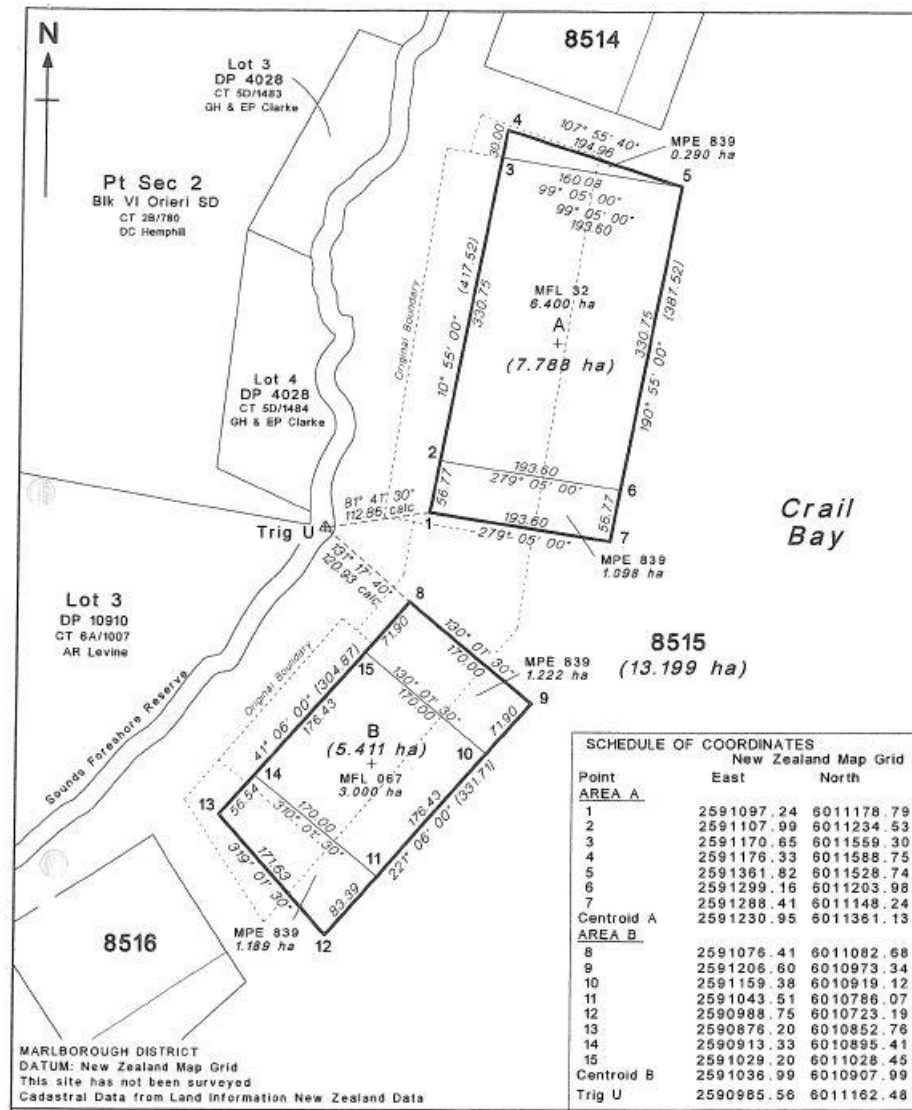 N
8514
Lot 3
DP 4028
CT 5D/1483
GH & EP Clarke
4
107° 55' 40"
194.96
MPE 839
0.290 ha
30.00
3
5
160.08
99° 05' 00"
99° 05' 00"
193.60
Pt Sec 2
Blk VI Orieri SD
CT 2B/780
DC Hemphill
Original Boundary
10° 55' 00" (417.52)
330.75
MFL 32
6.400 ha
A
+
(7.788 ha)
330.75
190° 55' 00" (387.52)
Lot 4
DP 4028
CT 5D/1484
GH & EP Clarke
2
193.60
279° 05' 00"
6
56.77
56.77
81° 41' 30"
112.86 calc
1
193.60
279° 05' 00"
7
Trig U
MPE 839
1.098 ha
Crail
Bay
131° 17' 40"
120.93 calc
8
Lot 3
DP 10910
CT 6A/1007
AR Levine
130° 01' 30"
170.00
71.90
15
MPE 839
1.222 ha
8515
(13.199 ha)
Original Boundary
130° 01' 30"
170.00
9
71.90
Sounds Foreshore Reserve
41° 06' 00" (304.87)
176.43
B
(5.411 ha)
+
MFL 067
3.000 ha
10
14
13
56.54
170.00
310° 01' 30"
176.43
221° 06' 00" (331.71)
11
171.63
319° 01' 30"
83.39
MPE 839
1.189 ha
12
8516
SCHEDULE OF COORDINATES
New Zealand Map Grid
Point East North
AREA A
1 2591097.24 6011178.79
2 2591107.99 6011234.53
3 2591170.65 6011559.30
4 2591176.33 6011588.75
5 2591361.82 6011528.74
6 2591299.16 6011203.98
7 2591288.41 6011148.24
Centroid A 2591230.95 6011361.13
AREA B
8 2591076.41 6011082.68
9 2591206.60 6010973.34
10 2591159.38 6010919.12
11 2591043.51 6010786.07
12 2590988.75 6010723.19
13 2590876.20 6010852.76
14 2590913.33 6010895.41
15 2591029.20 6011028.45
Centroid B 2591036.99 6010907.99
Trig U 2590985.56 6011162.48
MARLBOROUGH DISTRICT
DATUM: New Zealand Map Grid
This site has not been surveyed
Cadastral Data from Land Information New Zealand Data